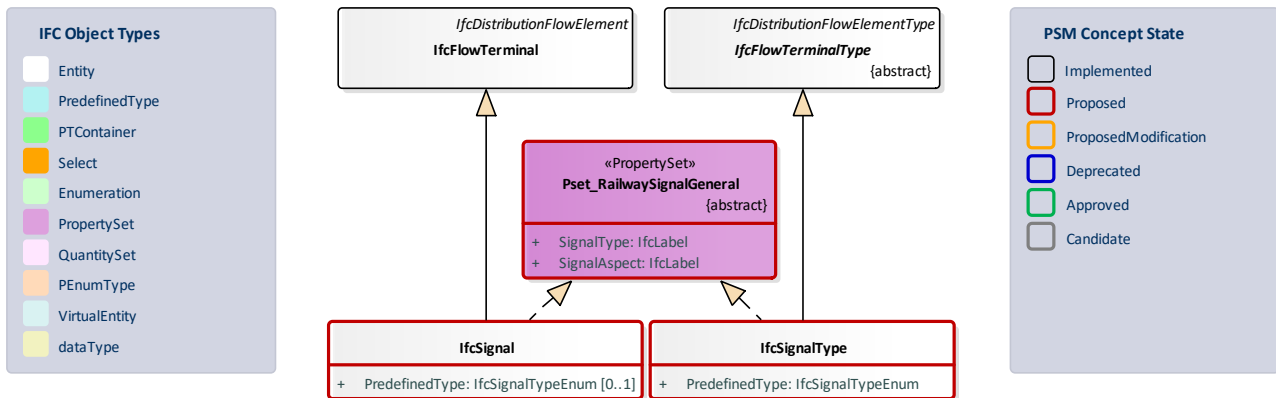 IFC Object Types
Entity
PredefinedType
PTContainer
Select
Enumeration
PropertySet
QuantitySet
PEnumType
VirtualEntity
dataType
IfcDistributionFlowElement
IfcFlowTerminal
IfcDistributionFlowElementType
IfcFlowTerminalType
{abstract}
«PropertySet»
Pset_RailwaySignalGeneral
{abstract}
+ SignalType: IfcLabel
+ SignalAspect: IfcLabel
IfcSignal
+ PredefinedType: IfcSignalTypeEnum [0..1]
IfcSignalType
+ PredefinedType: IfcSignalTypeEnum
PSM Concept State
Implemented
Proposed
ProposedModification
Deprecated
Approved
Candidate